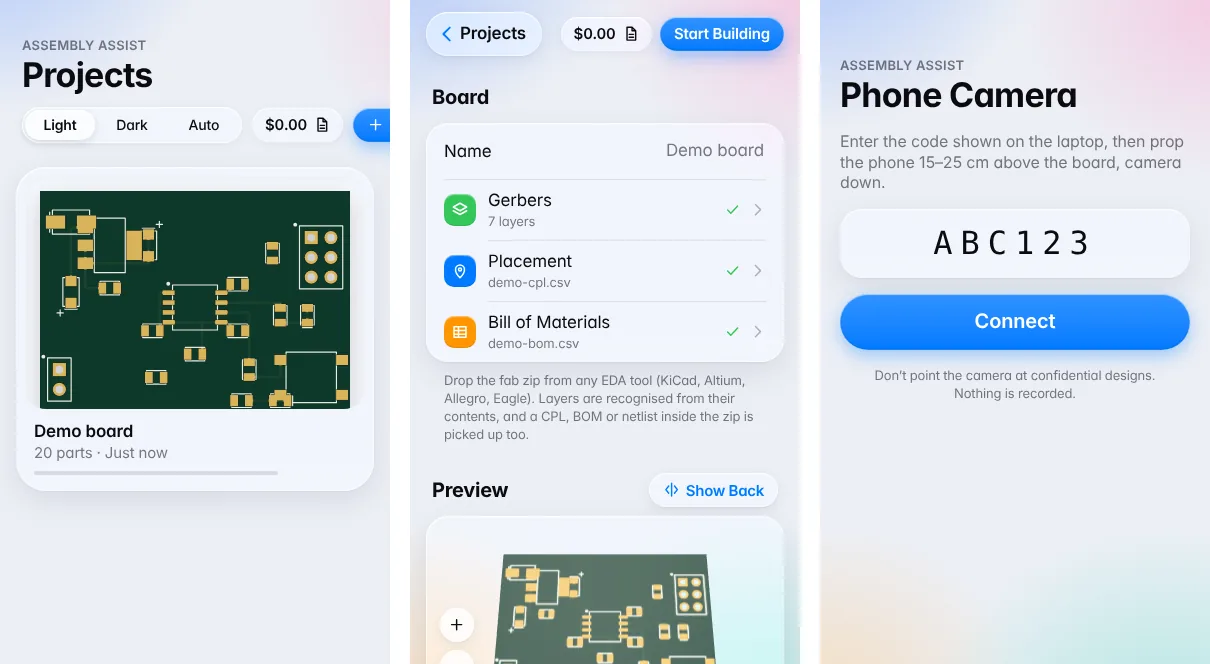 ASSEMBLY ASSIST
Projects
Light Dark Auto $0.00 +
Demo board
20 parts · Just now
Projects $0.00 Start Building
Board
Name Demo board
Gerbers
7 layers
Placement
demo-cpl.csv
Bill of Materials
demo-bom.csv
Drop the fab zip from any EDA tool (KiCad, Altium,
Allegro, Eagle). Layers are recognised from their
contents, and a CPL, BOM or netlist inside the zip is
picked up too.
Preview Show Back
+
ASSEMBLY ASSIST
Phone Camera
Enter the code shown on the laptop, then prop
the phone 15–25 cm above the board, camera
down.
ABC123
Connect
Don't point the camera at confidential designs.
Nothing is recorded.